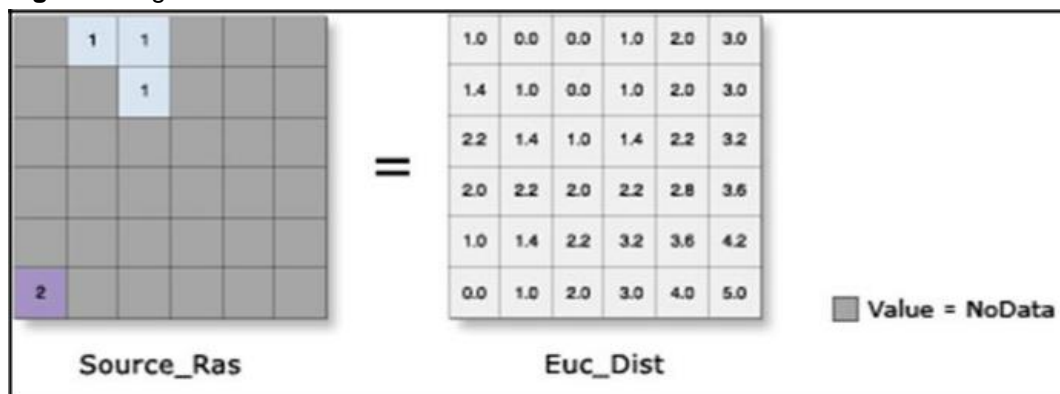 1 1
1
2
=
1.0 0.0 0.0 1.0 2.0 3.0
1.4 1.0 0.0 1.0 2.0 3.0
2.2 1.4 1.0 1.4 2.2 3.2
2.0 2.2 2.0 2.2 2.8 3.6
1.0 1.4 2.2 3.2 3.6 4.2
0.0 1.0 2.0 3.0 4.0 5.0
Value = NoData
Source_Ras
Euc_Dist